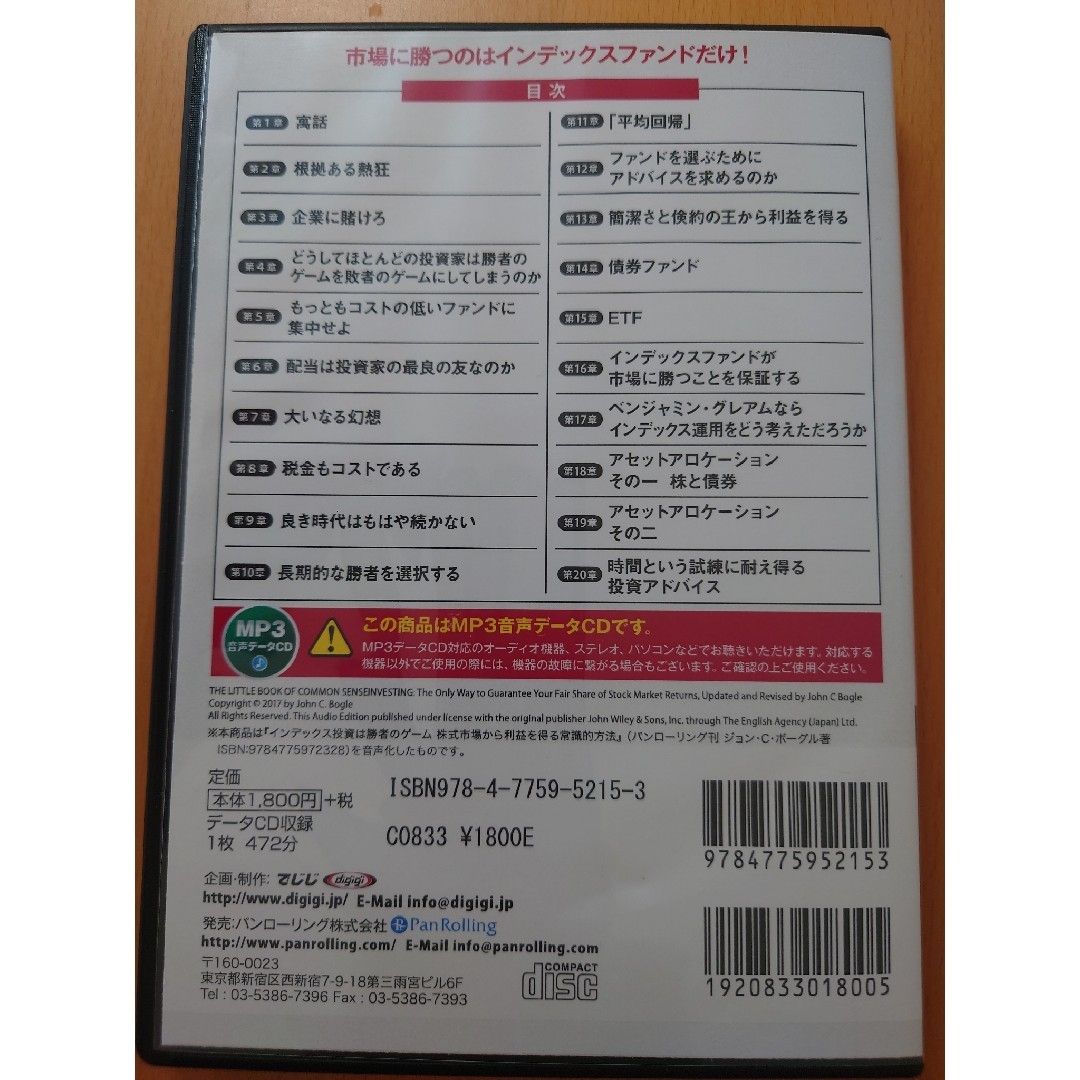 市場に勝つのはインデックスファンドだけ！
目次
第1章 寓話
第2章 根拠ある熱狂
第3章 企業に賭けろ
第4章 どうしてほとんどの投資家は勝者の
ゲームを敗者のゲームにしてしまうのか
第5章 もっともコストの低いファンドに
集中せよ
第6章 配当は投資家の最良の友なのか
第7章 大いなる幻想
第8章 税金もコストである
第9章 良き時代はもはや続かない
第10章 長期的な勝者を選択する
第11章 「平均回帰」
第12章 ファンドを選ぶために
アドバイスを求めるのか
第13章 簡潔さと倹約の王から利益を得る
第14章 債券ファンド
第15章 ETF
第16章 インデックスファンドが
市場に勝つことを保証する
第17章 ベンジャミン・グレアムなら
インデックス運用をどう考えただろうか
第18章 アセットアロケーション
その一 株と債券
第19章 アセットアロケーション
その二
第20章 時間という試練に耐え得る
投資アドバイス
MP3
音声データCD
この商品はMP3音声データCDです。
MP3データCD対応のオーディオ機器、ステレオ、パソコンなどでお聴きいただけます。対応する
機器以外でご使用の際には、機器の故障に繋がる場合もございます。ご確認の上ご使用ください。
THE LITTLE BOOK OF COMMON SENSEINVESTING: The Only Way to Guarantee Your Fair Share of Stock Market Returns, Updated and Revised by John C Bogle
Copyright © 2017 by John C. Bogle
All Rights Reserved. This Audio Edition published under license with the original publisher John Wiley & Sons, Inc. through The English Agency (Japan) Ltd.
※本商品は『インデックス投資は勝者のゲーム 株式市場から利益を得る常識的方法』（パンローリング刊 ジョン・C・ボーグル著
ISBN:9784775972328）を音声化したものです。
定価
本体1,800円+税
データCD収録
1枚 472分
ISBN978-4-7759-5215-3
C0833 ¥1800E
9784775952153
企画・制作: でじじ digigi
http://www.digigi.jp/ E-Mail info@digigi.jp
発売:パンローリング株式会社 PanRolling
http://www.panrolling.com/ E-Mail info@panrolling.com
〒160-0023
東京都新宿区西新宿7-9-18第三雨宮ビル6F
Tel : 03-5386-7396 Fax : 03-5386-7393
COMPACT
disc
1920833018005